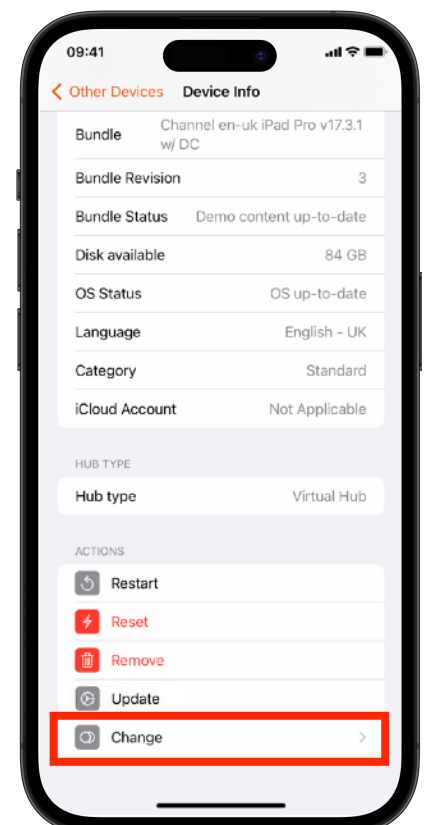 09:41
Other Devices Device Info
Bundle Channel en-uk iPad Pro v17.3.1
w/ DC
Bundle Revision 3
Bundle Status Demo content up-to-date
Disk available 84 GB
OS Status OS up-to-date
Language English - UK
Category Standard
iCloud Account Not Applicable
HUB TYPE
Hub type Virtual Hub
ACTIONS
Restart
Reset
Remove
Update
Change